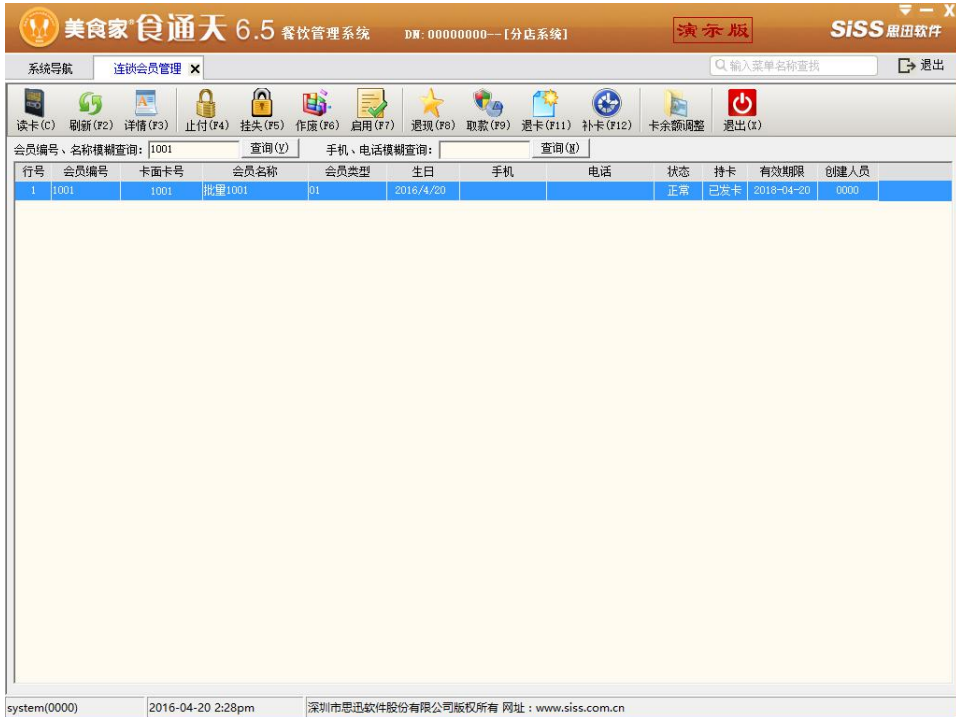 美食家®食通天 6.5 餐饮管理系统 DN:00000000--[分店系统] 演示版 SiSS 思迅软件
系统导航 连锁会员管理 X 输入菜单名称查找 退出
读卡(C) 刷新(F2) 详情(F3) 止付(F4) 挂失(F5) 作废(F6) 启用(F7) 退现(F8) 取款(F9) 退卡(F11) 补卡(F12) 卡余额调整 退出(X)
会员编号、名称模糊查询: 1001 查询(Y) 手机、电话模糊查询: 查询(N)
行号 会员编号 卡面卡号 会员名称 会员类型 生日 手机 电话 状态 持卡 有效期限 创建人员
1 1001 1001 批里1001 01 2016/4/20 正常 已发卡 2018-04-20 0000
system(0000) 2016-04-20 2:28pm 深圳市思迅软件股份有限公司版权所有 网址：www.siss.com.cn